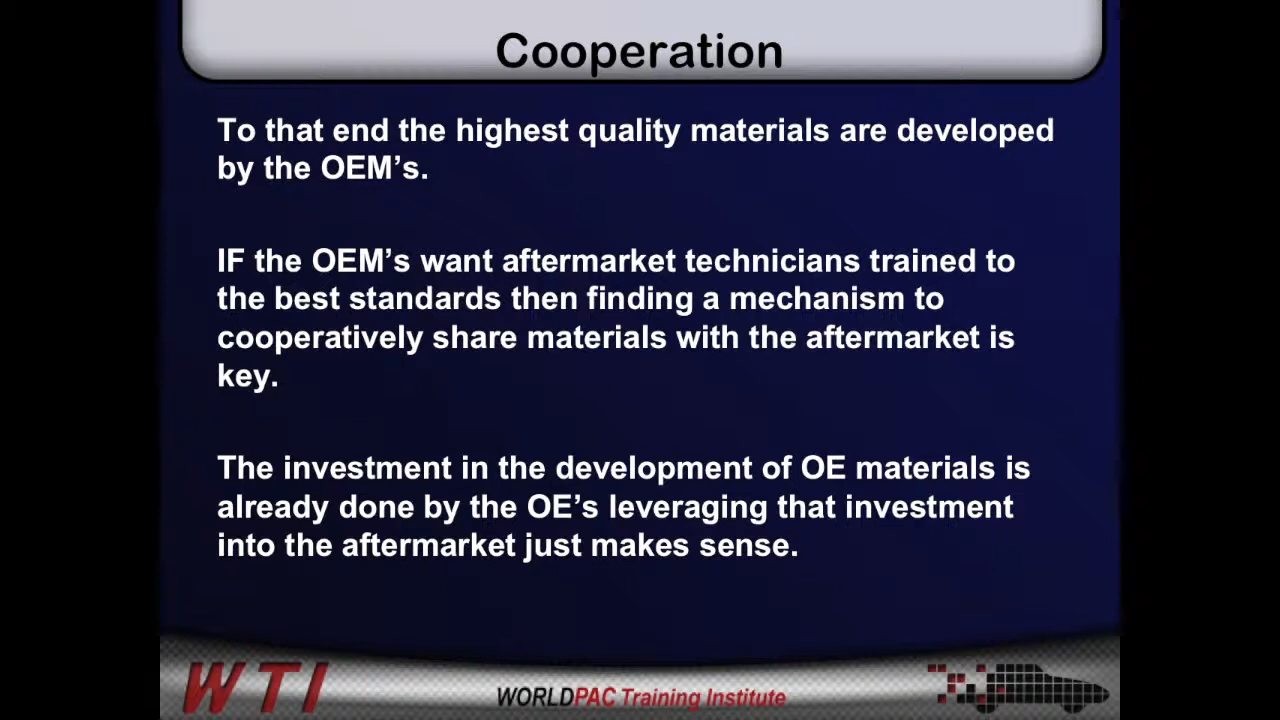 Cooperation
To that end the highest quality materials are developed
by the OEM’s.
IF the OEM’s want aftermarket technicians trained to
the best standards then finding a mechanism to
cooperatively share materials with the aftermarket is
key.
The investment in the development of OE materials is
already done by the OE’s leveraging that investment
into the aftermarket just makes sense.
WTI
WORLDPAC Training Institute